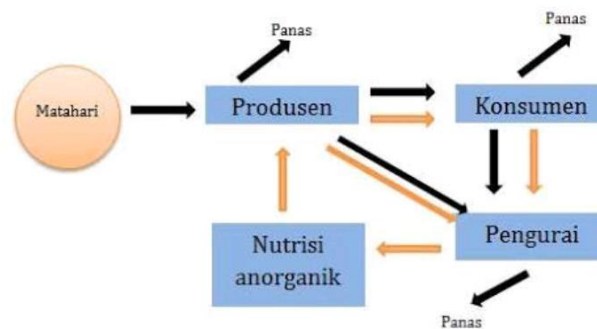 Panas
Panas
Matahari
Produsen
Konsumen
Nutrisi
anorganik
Pengurai
Panas